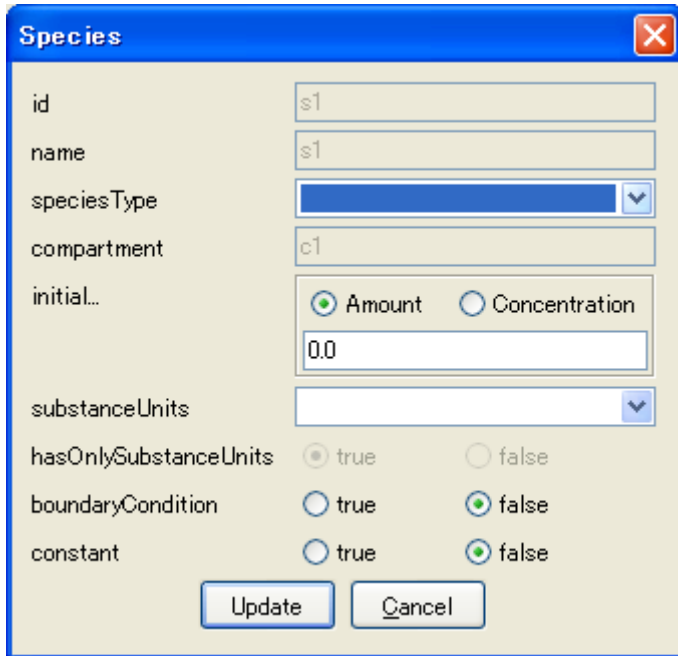 Species
id s1
name s1
speciesType
compartment c1
initial... Amount Concentration
0.0
substanceUnits
hasOnlySubstanceUnits true false
boundaryCondition true false
constant true false
Update Cancel